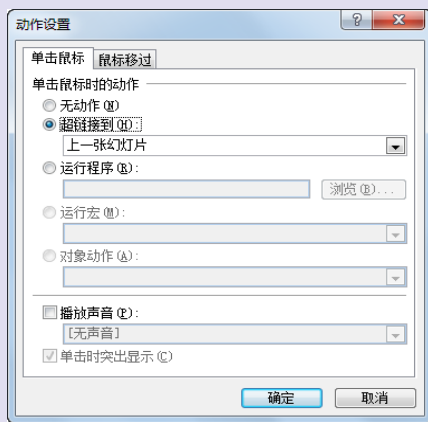 动作设置
单击鼠标 鼠标移过
单击鼠标时的动作
无动作(N)
超链接到(H):
上一张幻灯片
运行程序(R):
浏览(B)...
运行宏(M):
对象动作(A):
播放声音(P):
[无声音]
单击时突出显示(C)
确定 取消